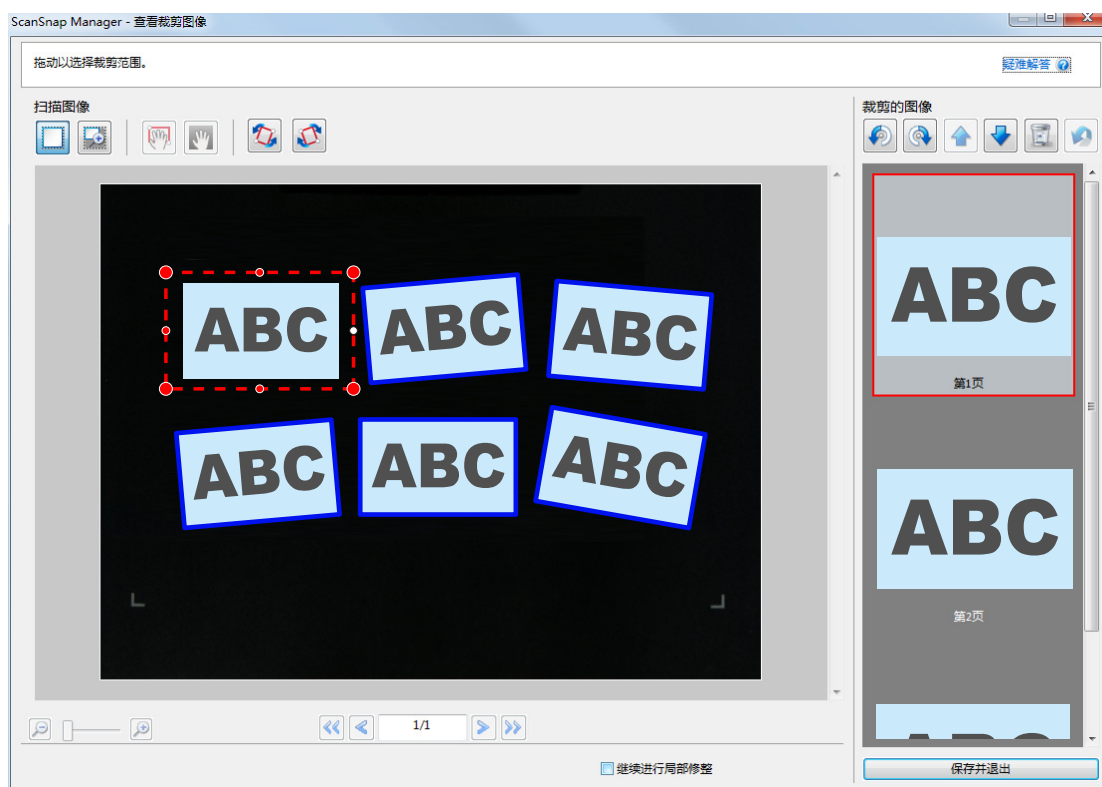 ScanSnap Manager - 查看裁剪图像
拖动以选择裁剪范围。
疑难解答
扫描图像
裁剪的图像
ABC
ABC
ABC
ABC
ABC
ABC
ABC
第1页
ABC
第2页
1/1
继续进行局部修整
保存并退出